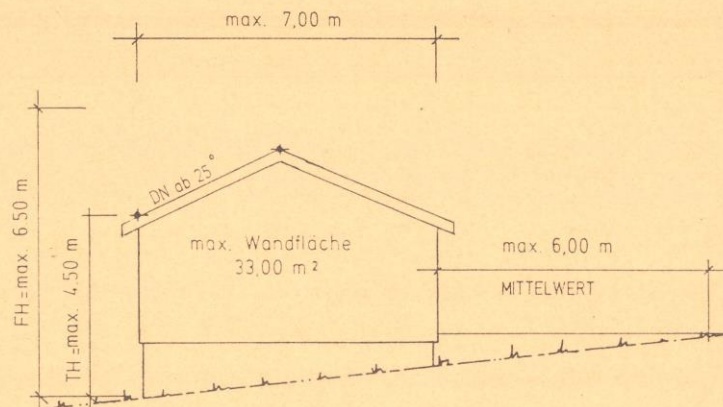 max. 7,00 m
FH=max. 6.50 m
TH=max. 4.50 m
DN ab 25°
max. Wandfläche
33,00 m²
max. 6,00 m
MITTELWERT